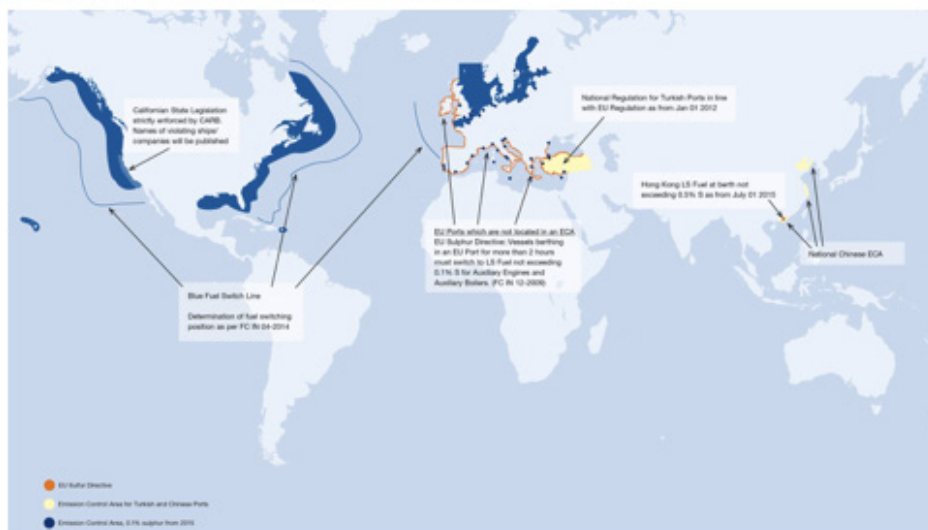 Californian State Legislation
strictly enforced by CARB.
Names of violating ships'
companies will be published
National Regulation for Turkish Ports in line
with EU Regulation as from Jan 01 2012
Hong Kong LS Fuel at berth not
exceeding 0.5% S as from July 01 2015
EU Ports which are not located in an ECA
EU Sulphur Directive: Vessels berthing
in an EU Port for more than 2 hours
must switch to LS Fuel not exceeding
0.1% S for Auxiliary Engines and
Auxiliary Boilers. (FC IN 12-2009)
National Chinese ECA
Blue Fuel Switch Line
Determination of fuel switching
position as per FC IN 04-2014
EU Sulfur Directive
Emission Control Area for Turkish and Chinese Ports
Emission Control Area, 0.1% sulphur from 2015